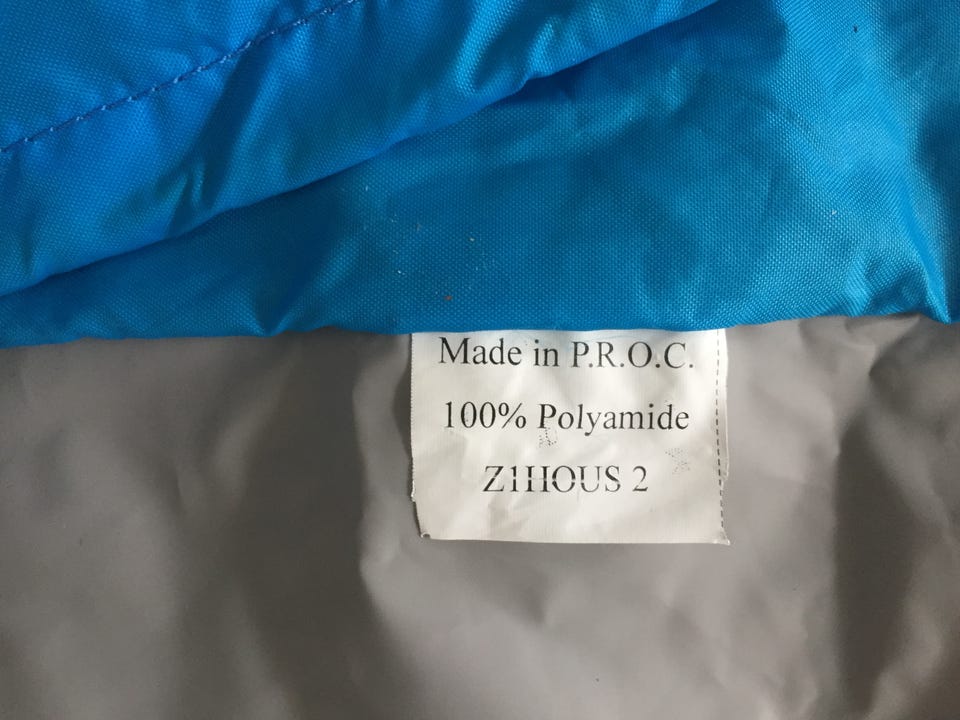 Made in P.R.O.C.
100% Polyamide
Z1HOUS 2